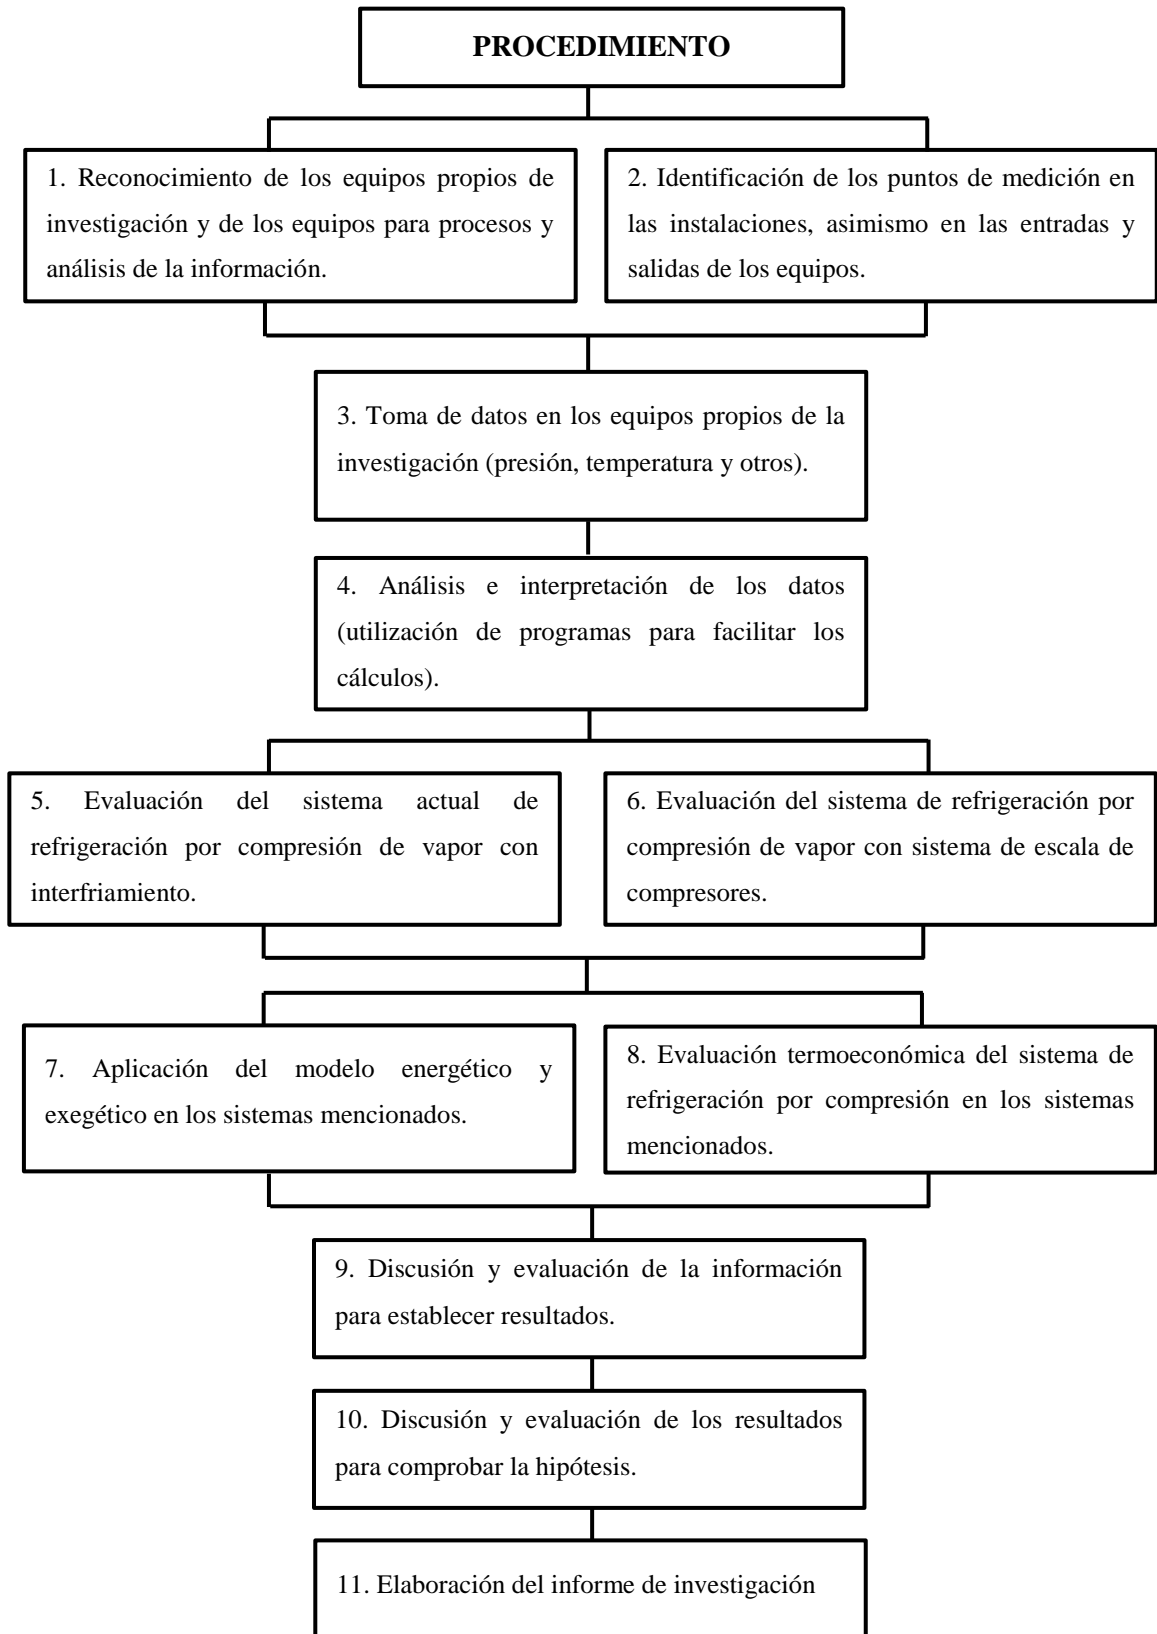 PROCEDIMIENTO
1. Reconocimiento de los equipos propios de
investigación y de los equipos para procesos y
análisis de la información.
2. Identificación de los puntos de medición en
las instalaciones, asimismo en las entradas y
salidas de los equipos.
3. Toma de datos en los equipos propios de la
investigación (presión, temperatura y otros).
4. Análisis e interpretación de los datos
(utilización de programas para facilitar los
cálculos).
5. Evaluación del sistema actual de
refrigeración por compresión de vapor con
interfriamiento.
6. Evaluación del sistema de refrigeración por
compresión de vapor con sistema de escala de
compresores.
7. Aplicación del modelo energético y
exegético en los sistemas mencionados.
8. Evaluación termoeconómica del sistema de
refrigeración por compresión en los sistemas
mencionados.
9. Discusión y evaluación de la información
para establecer resultados.
10. Discusión y evaluación de los resultados
para comprobar la hipótesis.
11. Elaboración del informe de investigación